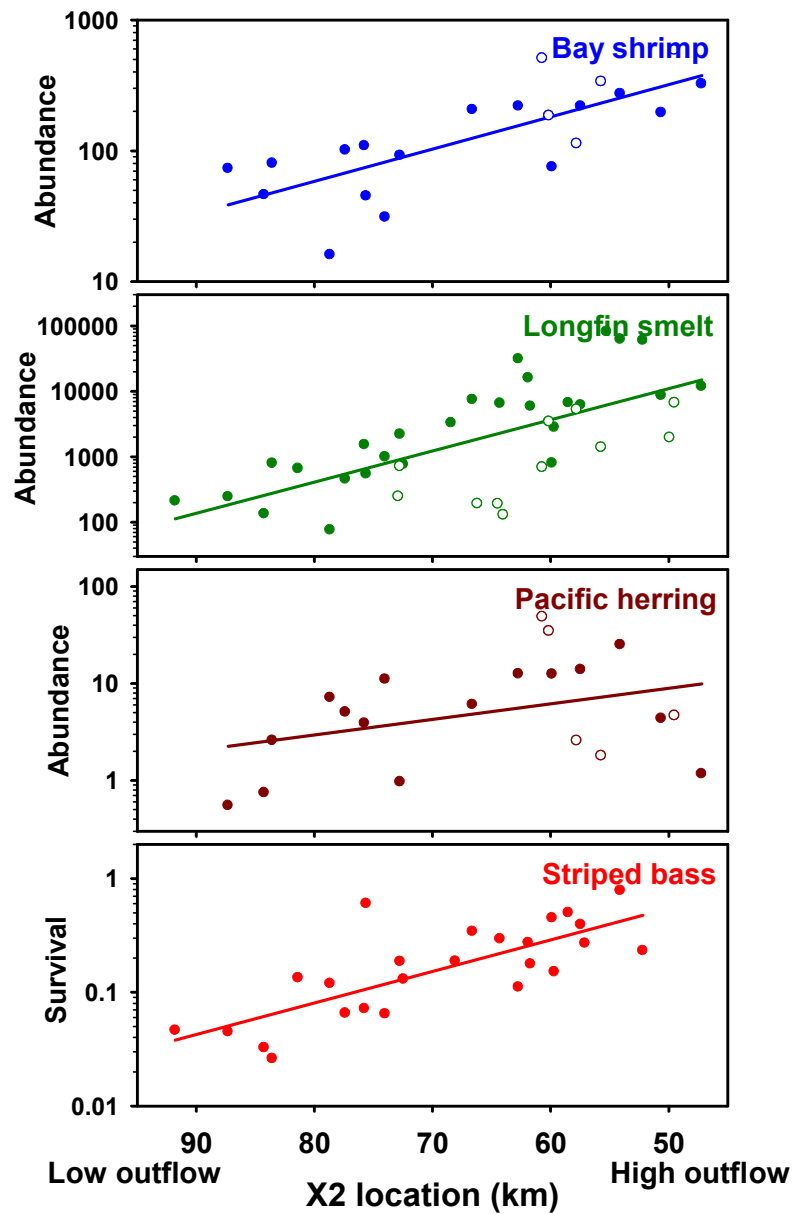 1000
Bay shrimp
100
Abundance
10
Longfin smelt
100000
10000
Abundance
1000
100
Pacific herring
100
10
Abundance
1
Striped bass
1
Survival
0.1
0.01
90 80 70 60 50
Low outflow High outflow
X2 location (km)